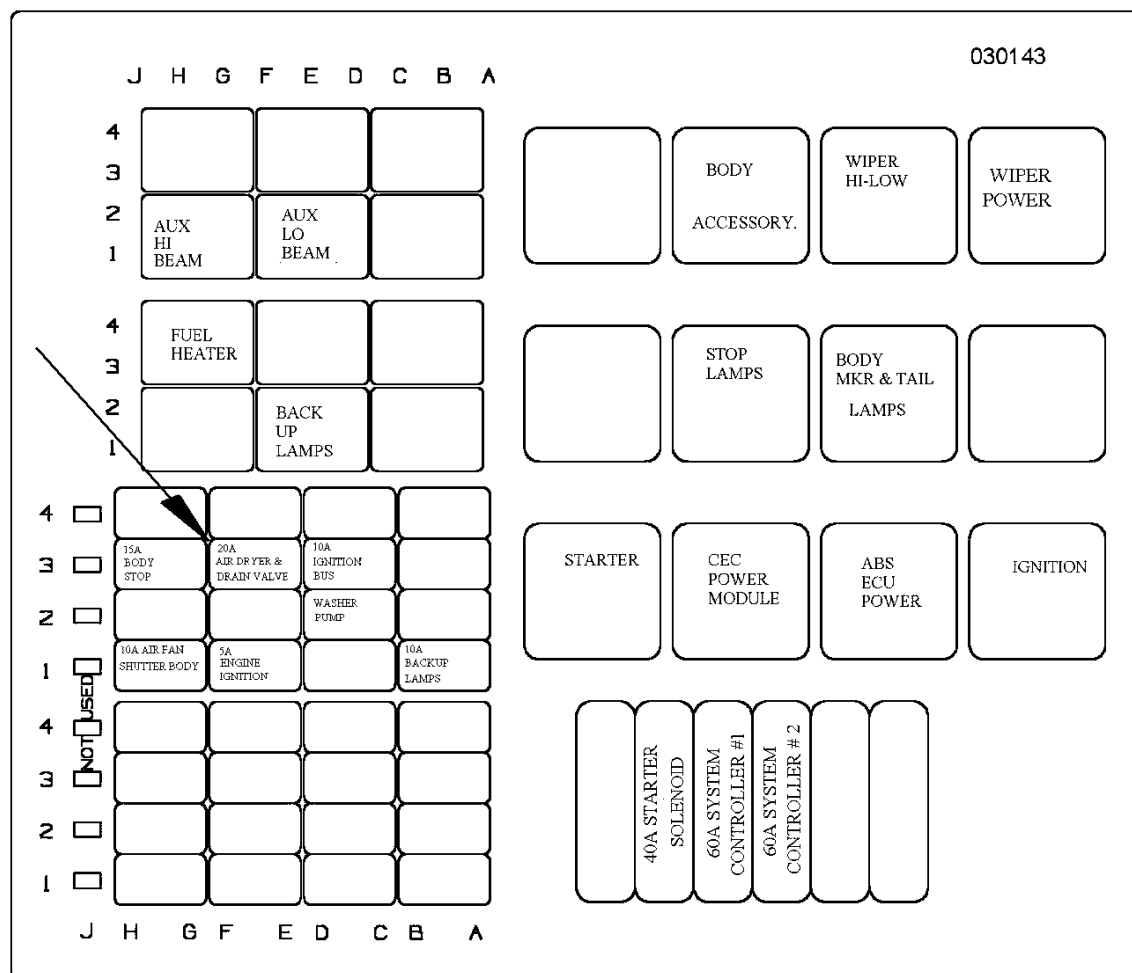 030143
J H G F E D C B A
4
3
2
AUX
HI
BEAM
AUX
LO
BEAM
1
4
FUEL
HEATER
3
2
BACK
UP
LAMPS
1
4
3
15A
BODY
STOP
20A
AIR DRYER &
DRAIN VALVE
10A
IGNITION
BUS
2
WASHER
PUMP
1
10A AIR FAN
SHUTTER BODY
5A
ENGINE
IGNITION
10A
BACKUP
LAMPS
NOT USED
4
3
2
1
J H G F E D C B A
BODY
ACCESSORY.
WIPER
HI-LOW
WIPER
POWER
STOP
LAMPS
BODY
MKR & TAIL
LAMPS
STARTER
CEC
POWER
MODULE
ABS
ECU
POWER
IGNITION
40A STARTER
SOLENOID
60A SYSTEM
CONTROLLER #1
60A SYSTEM
CONTROLLER # 2